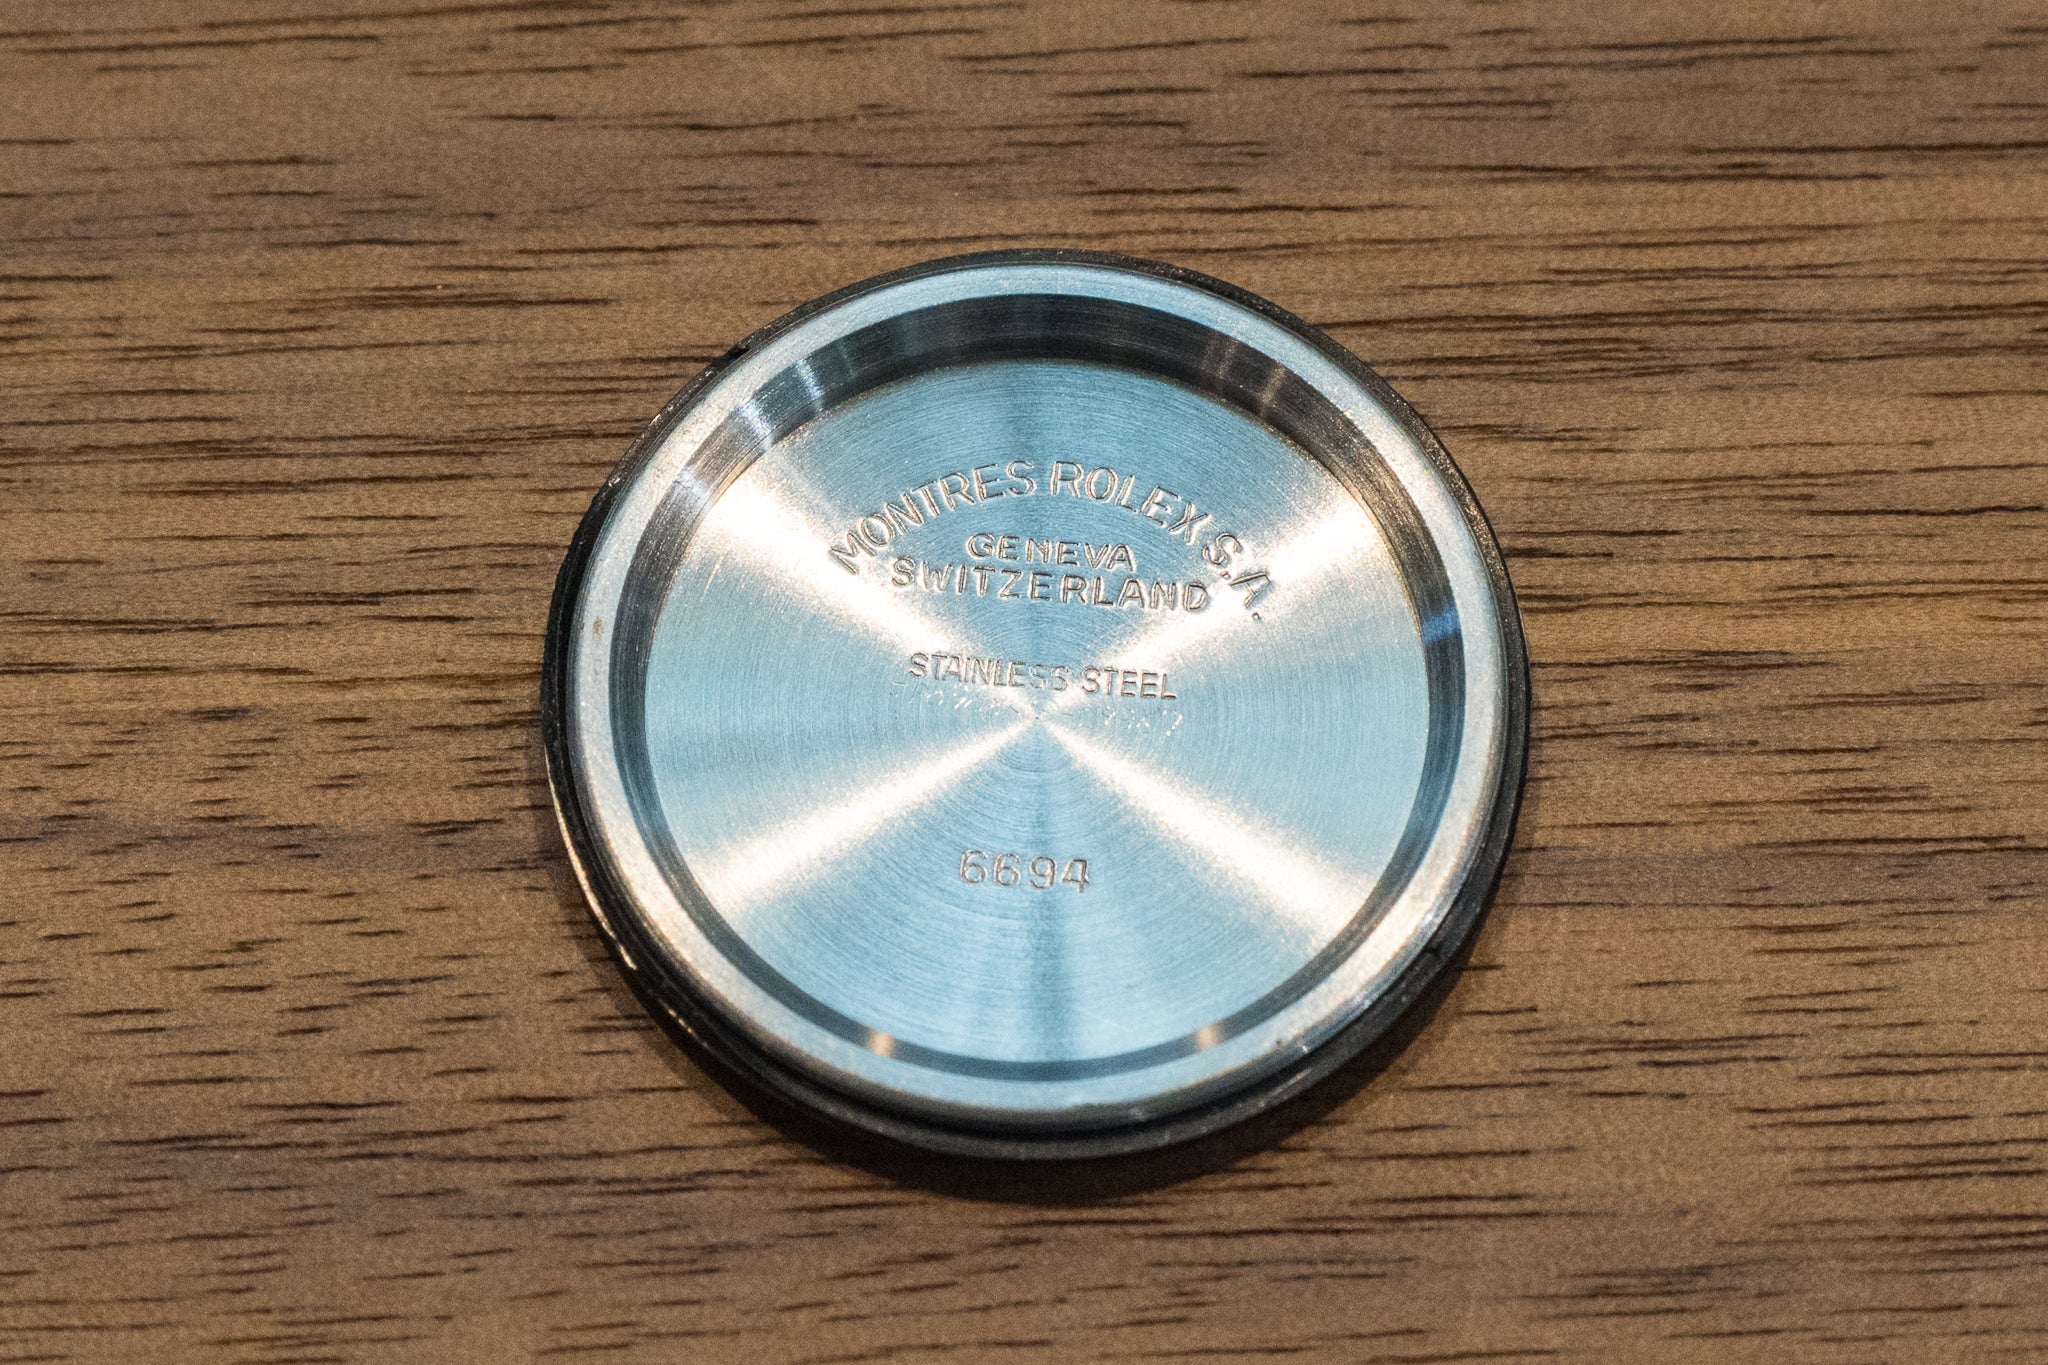 MONTRES ROLEX S.A.
GENEVA
SWITZERLAND
STAINLESS STEEL
6694